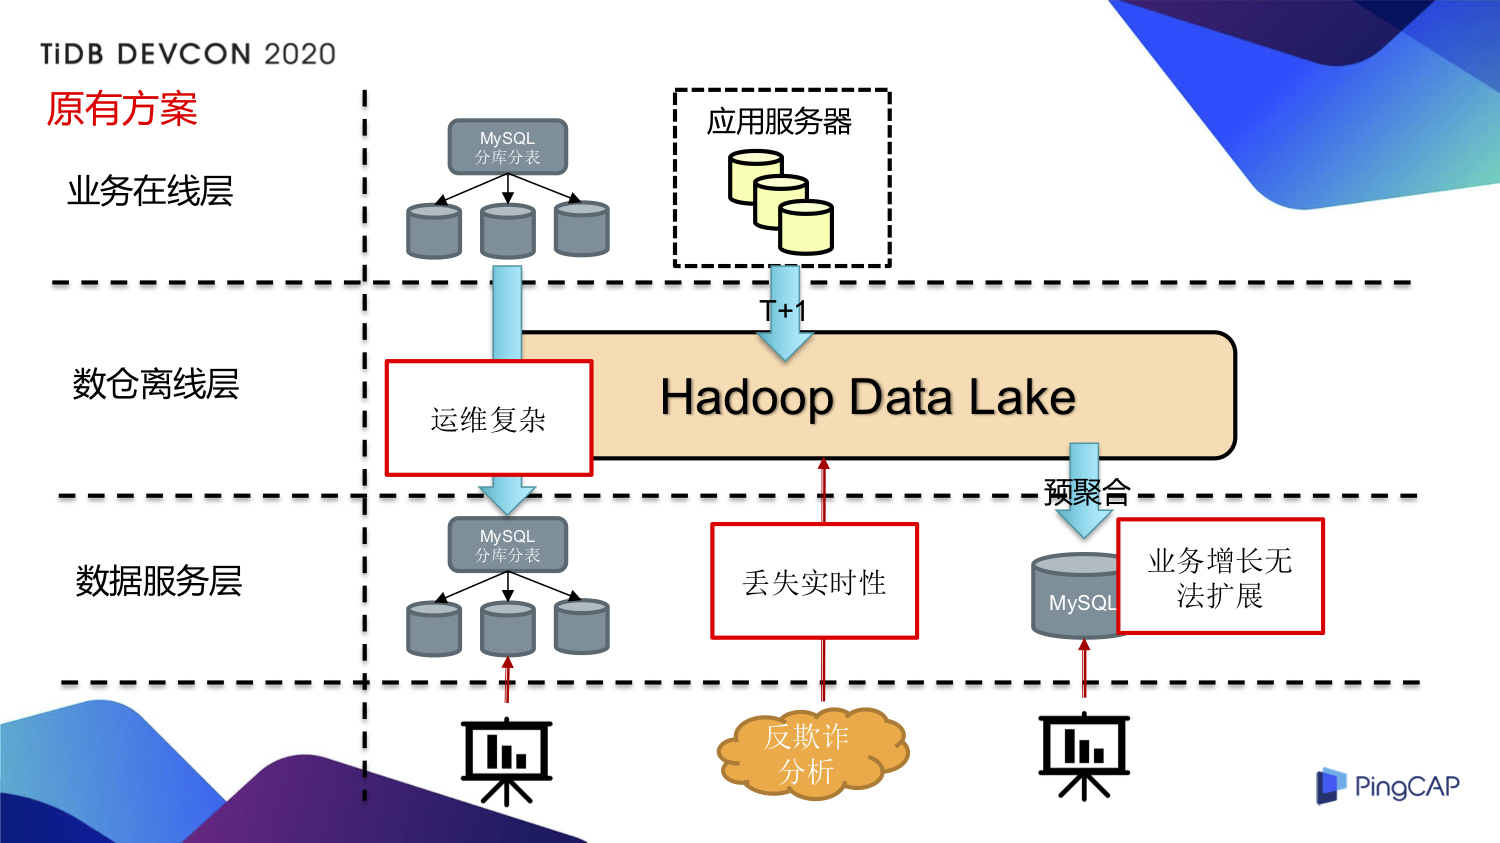 TiDB DEVCON 2020
原有方案
业务在线层
MySQL
分库分表
应用服务器
T+1
数仓离线层
运维复杂
Hadoop Data Lake
预聚合
数据服务层
MySQL
分库分表
丢失实时性
MySQL
业务增长无
法扩展
反欺诈
分析
PingCAP